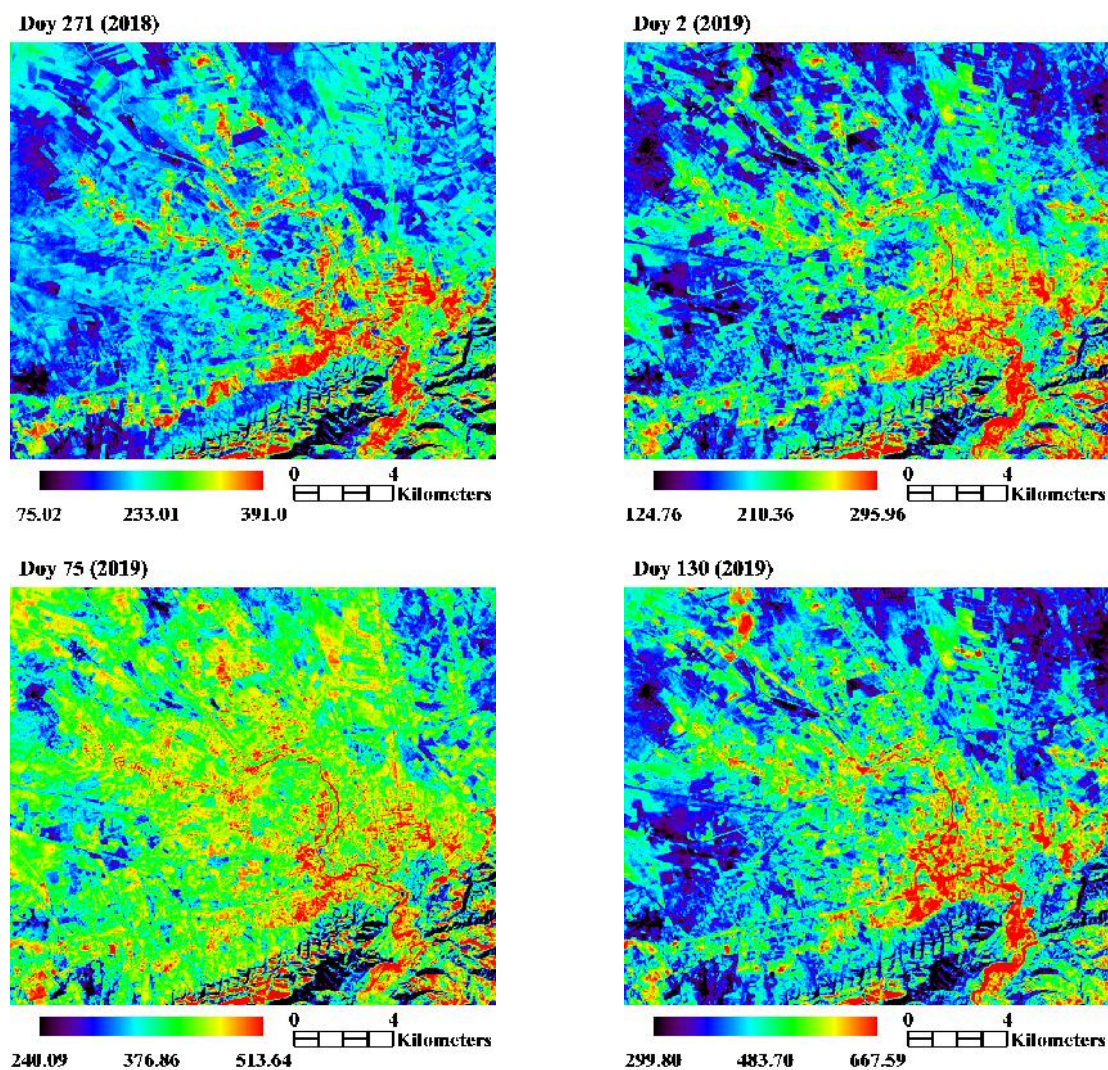 Doy 271 (2018)
Doy 2 (2019)
0 4
Kilometers
75.02 233.01 391.0
0 4
Kilometers
124.76 210.36 295.96
Doy 75 (2019)
Doy 130 (2019)
0 4
Kilometers
240.09 376.86 513.64
0 4
Kilometers
299.80 483.70 667.59